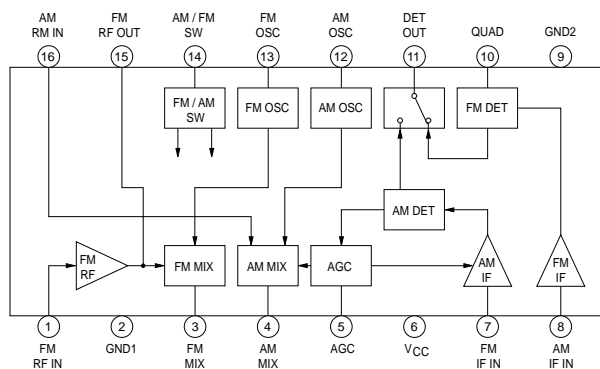 AM RM IN
FM RF OUT
AM / FM SW
FM OSC
AM OSC
DET OUT
QUAD
GND2
16
15
14
13
12
11
10
9
FM / AM SW
FM OSC
AM OSC
FM DET
AM DET
FM RF
FM MIX
AM MIX
AGC
AM IF
FM IF
1
2
3
4
5
6
7
8
FM RF IN
GND1
FM MIX
AM MIX
AGC
VCC
FM IF IN
AM IF IN